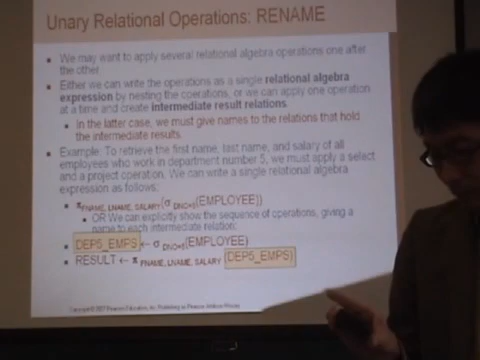 Unary Relational Operations: RENAME
We may want to apply several relational algebra operations one after
the other
Either we can write the operations as a single relational algebra
expression by nesting the operations, or we can apply one operation
at a time and create intermediate result relations.
In the latter case, we must give names to the relations that hold
the intermediate results.
Example: To retrieve the first name, last name, and salary of all
employees who work in department number 5, we must apply a select
and a project operation. We can write a single relational algebra
expression as follows:
π FNAME, LNAME, SALARY (σ DNO=5(EMPLOYEE))
OR We can explicitly show the sequence of operations, giving a
name to each intermediate relation:
DEP5_EMPS ← σ DNO=5(EMPLOYEE)
RESULT ← π FNAME, LNAME, SALARY (DEP5_EMPS)
Copyright © 2007 Pearson Education, Inc. Publishing as Pearson Addison-Wesley